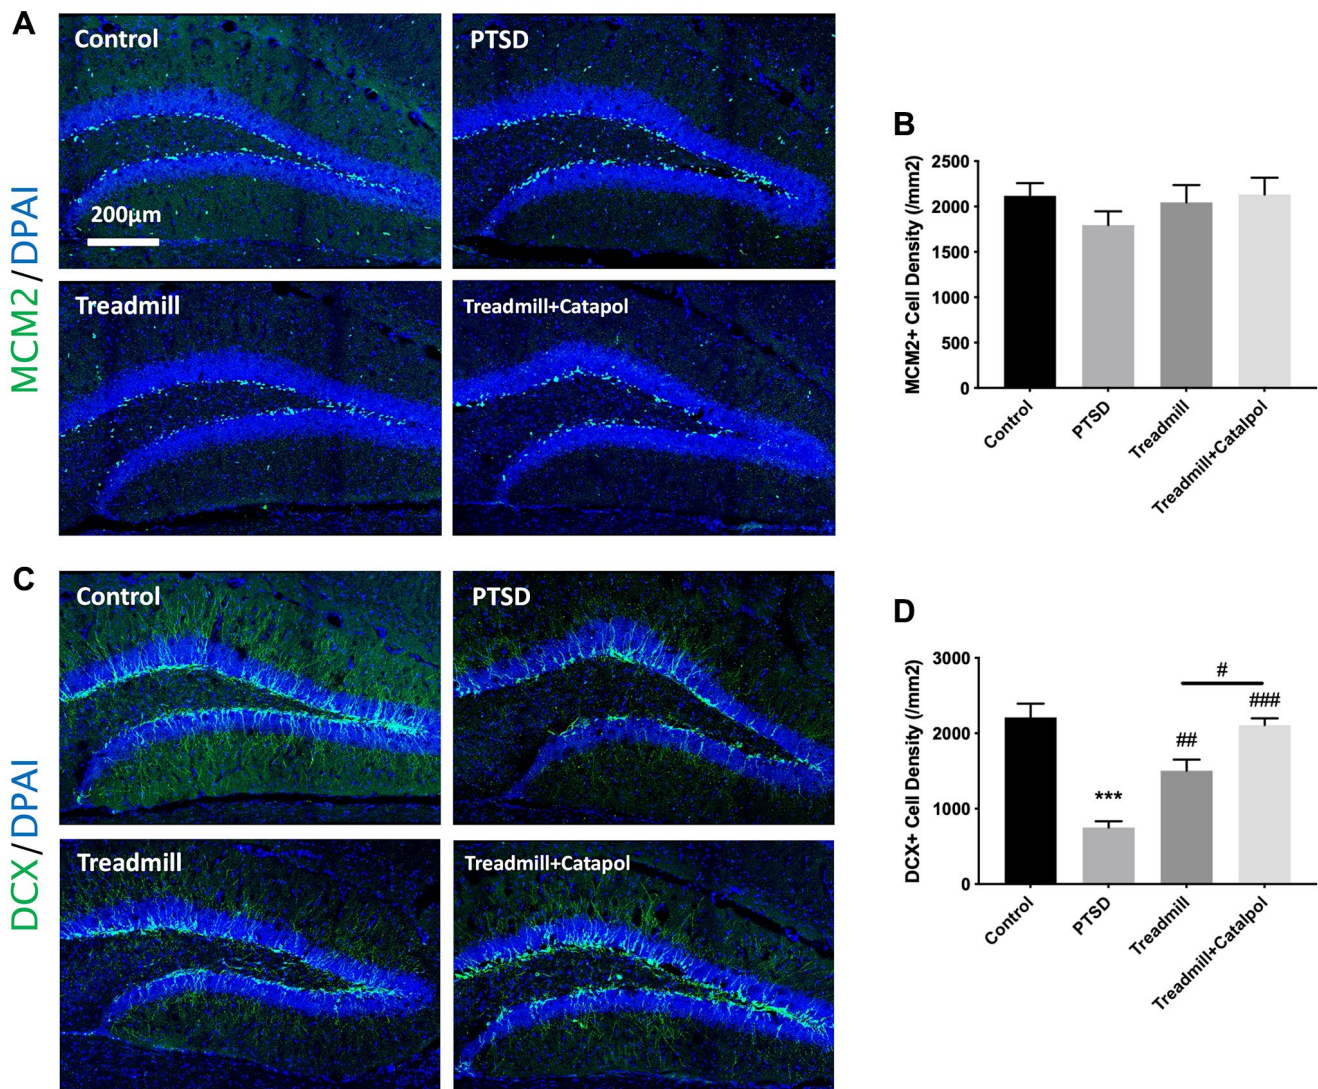 A
Control
PTSD
200μm
Treadmill
Treadmill+Catapol
MCM2/DPAI
B
MCM2+ Cell Density (/mm2)
2500
2000
1500
1000
500
0
Control
PTSD
Treadmill
Treadmill+Catalpol
C
Control
PTSD
Treadmill
Treadmill+Catapol
DCX/DPAI
D
DCX+ Cell Density (/mm2)
3000
2000
1000
0
***
##
#
###
Control
PTSD
Treadmill
Treadmill+Catalpol